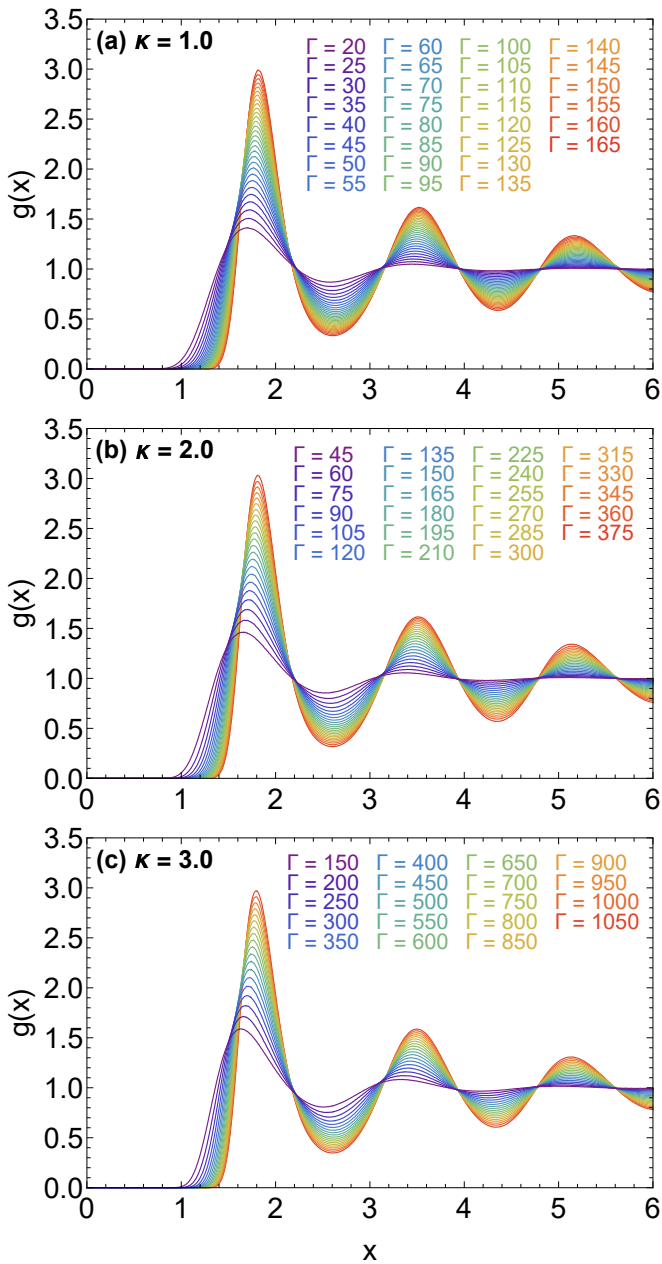 (a) κ = 1.0
Γ = 20 Γ = 60 Γ = 100 Γ = 140
Γ = 25 Γ = 65 Γ = 105 Γ = 145
Γ = 30 Γ = 70 Γ = 110 Γ = 150
Γ = 35 Γ = 75 Γ = 115 Γ = 155
Γ = 40 Γ = 80 Γ = 120 Γ = 160
Γ = 45 Γ = 85 Γ = 125 Γ = 165
Γ = 50 Γ = 90 Γ = 130
Γ = 55 Γ = 95 Γ = 135
3.5
3.0
2.5
2.0
1.5
1.0
0.5
0.0
g(x)
0 1 2 3 4 5 6
(b) κ = 2.0
Γ = 45 Γ = 135 Γ = 225 Γ = 315
Γ = 60 Γ = 150 Γ = 240 Γ = 330
Γ = 75 Γ = 165 Γ = 255 Γ = 345
Γ = 90 Γ = 180 Γ = 270 Γ = 360
Γ = 105 Γ = 195 Γ = 285 Γ = 375
Γ = 120 Γ = 210 Γ = 300
3.5
3.0
2.5
2.0
1.5
1.0
0.5
0.0
g(x)
0 1 2 3 4 5 6
(c) κ = 3.0
Γ = 150 Γ = 400 Γ = 650 Γ = 900
Γ = 200 Γ = 450 Γ = 700 Γ = 950
Γ = 250 Γ = 500 Γ = 750 Γ = 1000
Γ = 300 Γ = 550 Γ = 800 Γ = 1050
Γ = 350 Γ = 600 Γ = 850
3.5
3.0
2.5
2.0
1.5
1.0
0.5
0.0
g(x)
0 1 2 3 4 5 6
x